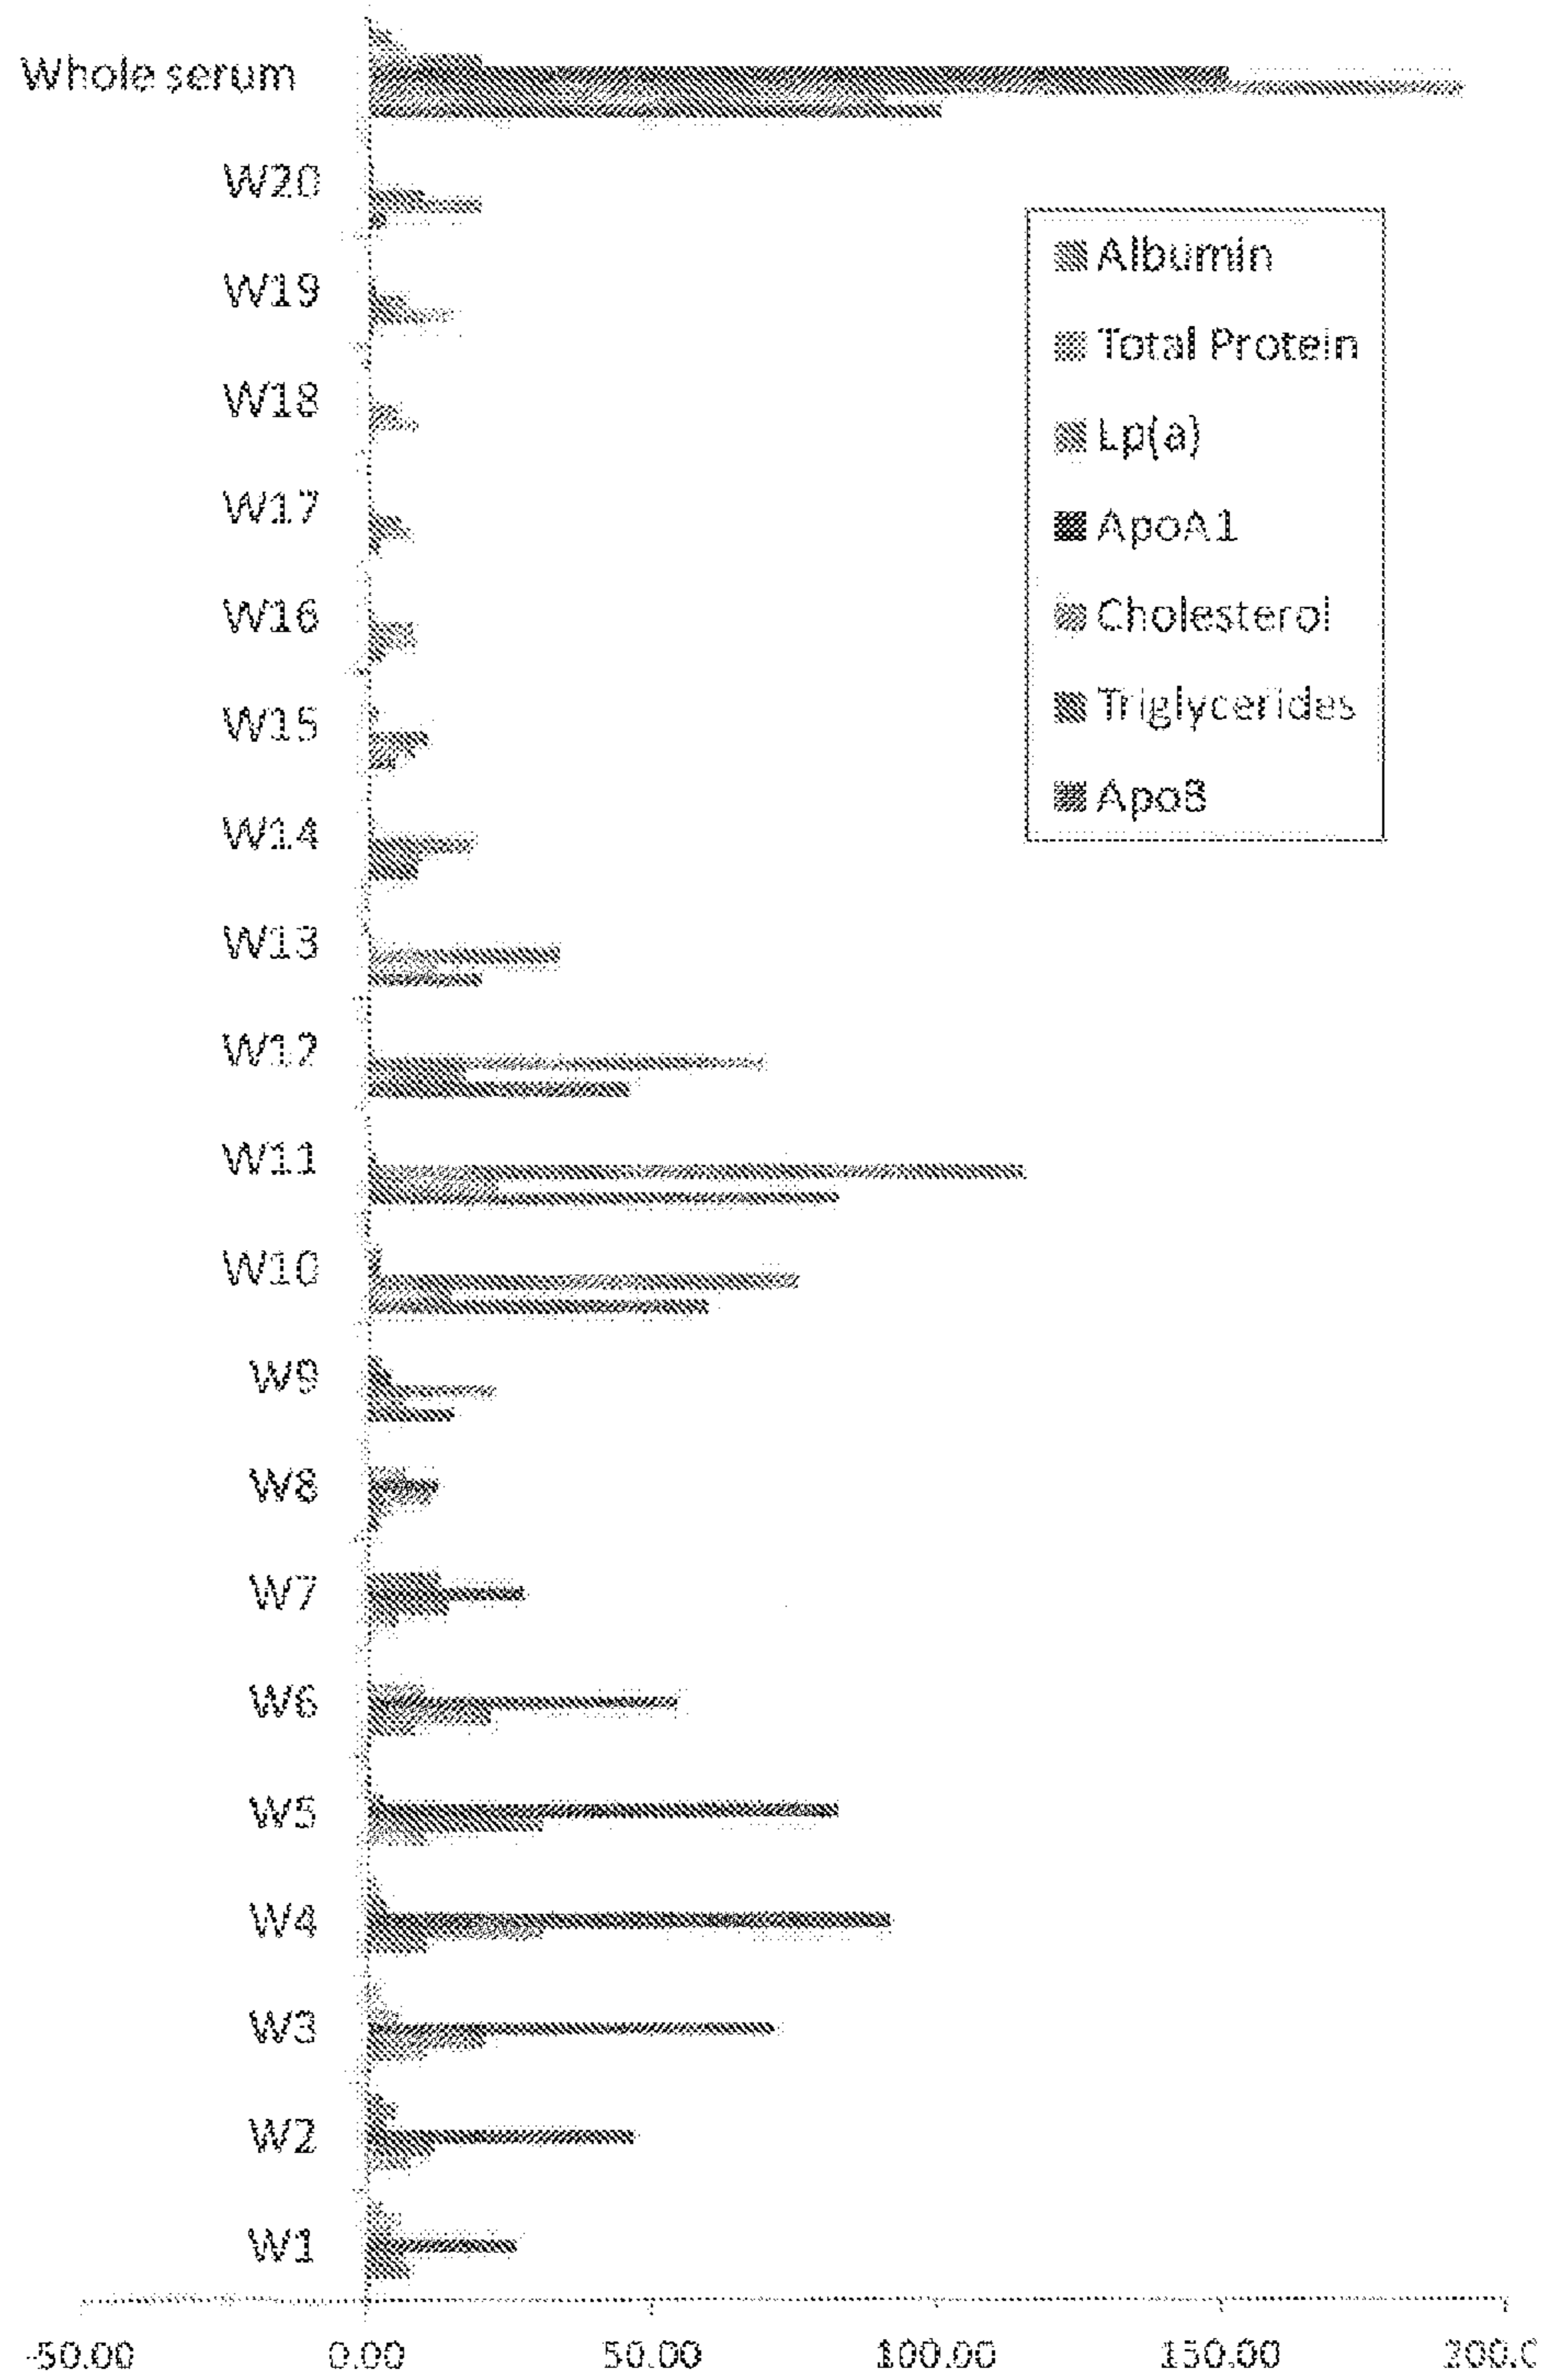 Whole serum
W20
W19
W18
W17
W16
W15
W14
W13
W12
W11
W10
W9
W8
W7
W6
W5
W4
W3
W2
W1
Albumin
Total Protein
Lp(a)
ApoA1
Cholesterol
Triglycerides
ApoB
-50.00 0.00 50.00 100.00 150.00 200.0